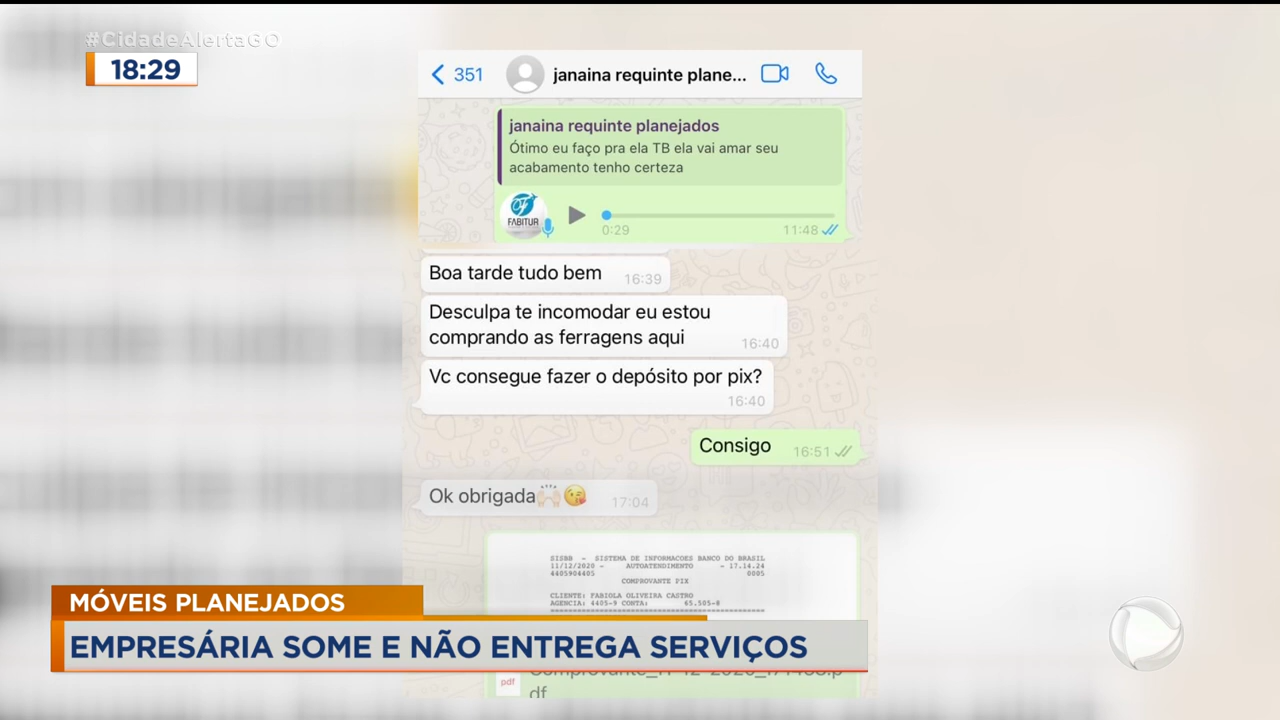 #CidadeAlertaGO
18:29
351
janaina requinte plane...
janaina requinte planejados
Ótimo eu faço pra ela TB ela vai amar seu
acabamento tenho certeza
FABITUR
0:29
11:48
Boa tarde tudo bem
16:39
Desculpa te incomodar eu estou
comprando as ferragens aqui
16:40
Vc consegue fazer o depósito por pix?
16:40
Consigo
16:51
Ok obrigada🙌🏻😘
17:04
SISBB - SISTEMA DE INFORMACOES BANCO DO BRASIL
11/12/2020 - AUTOATENDIMENTO - 17.14.24
4405904405 0005
COMPROVANTE PIX
CLIENTE: FABIOLA OLIVEIRA CASTRO
AGENCIA: 4405-9 CONTA: 65.505-8
MÓVEIS PLANEJADOS
EMPRESÁRIA SOME E NÃO ENTREGA SERVIÇOS
pdf
df